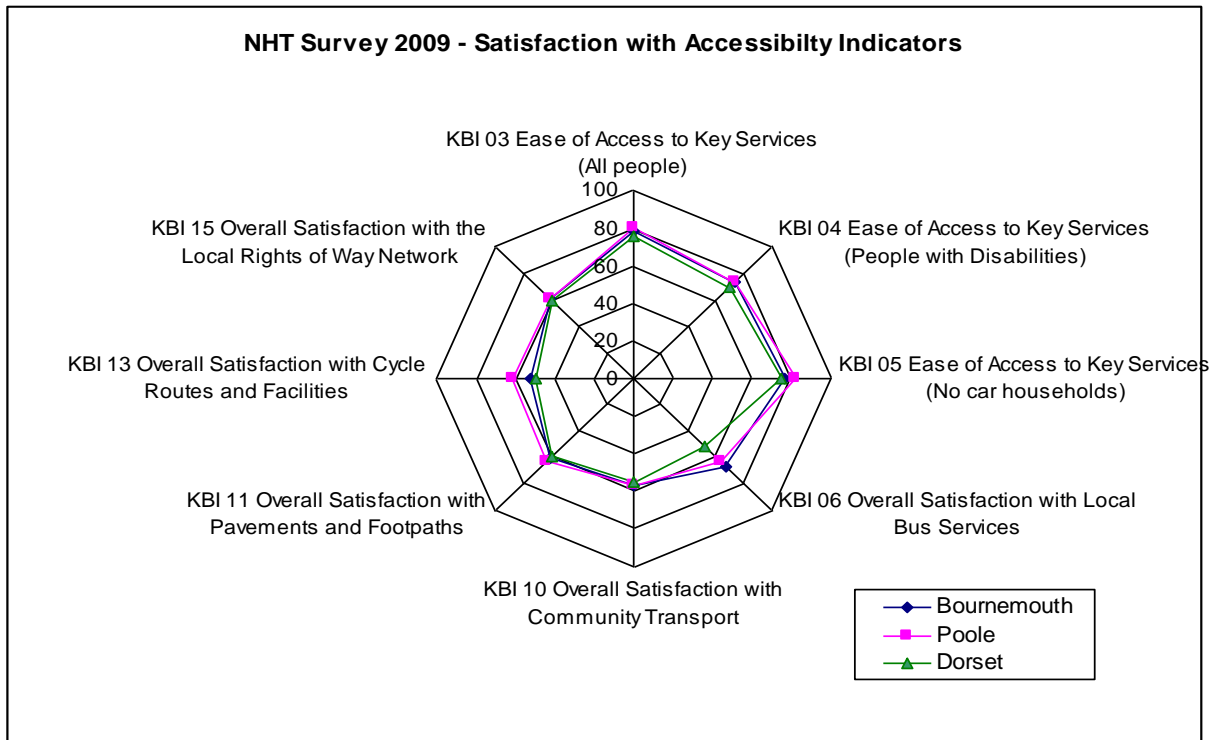 NHT Survey 2009 - Satisfaction with Accessibilty Indicators
KBI 03 Ease of Access to Key Services
(All people)
KBI 04 Ease of Access to Key Services
(People with Disabilities)
KBI 05 Ease of Access to Key Services
(No car households)
KBI 06 Overall Satisfaction with Local
Bus Services
KBI 10 Overall Satisfaction with
Community Transport
KBI 11 Overall Satisfaction with
Pavements and Footpaths
KBI 13 Overall Satisfaction with Cycle
Routes and Facilities
KBI 15 Overall Satisfaction with the
Local Rights of Way Network
100
80
60
40
20
0
Bournemouth
Poole
Dorset